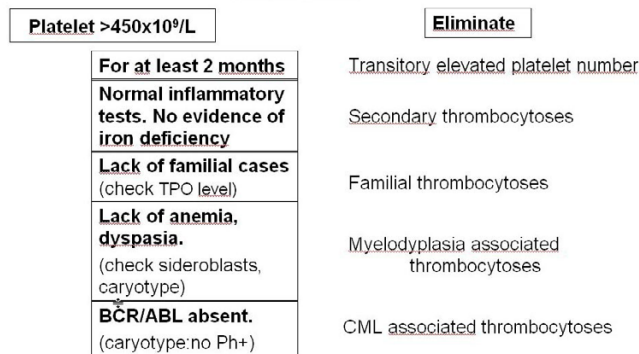 Platelet >450x10⁹/L
Eliminate
For at least 2 months
Transitory elevated platelet number
Normal inflammatory
tests. No evidence of
iron deficiency
Secondary thrombocytoses
Lack of familial cases
(check TPO level)
Familial thrombocytoses
Lack of anemia,
dyspasia.
(check sideroblasts,
caryotype)
Myelodyplasia associated
thrombocytoses
BCR/ABL absent.
(caryotype:no Ph+)
CML associated thrombocytoses